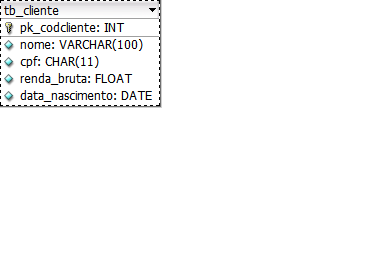 tb_cliente
pk_codcliente: INT
nome: VARCHAR(100)
cpf: CHAR(11)
renda_bruta: FLOAT
data_nascimento: DATE